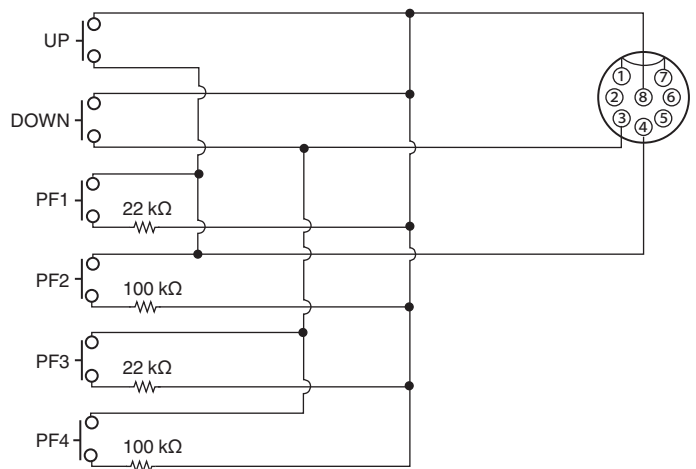 UP
DOWN
PF1
22 kΩ
PF2
100 kΩ
PF3
22 kΩ
PF4
100 kΩ
1 7
2 8 6
3 4 5